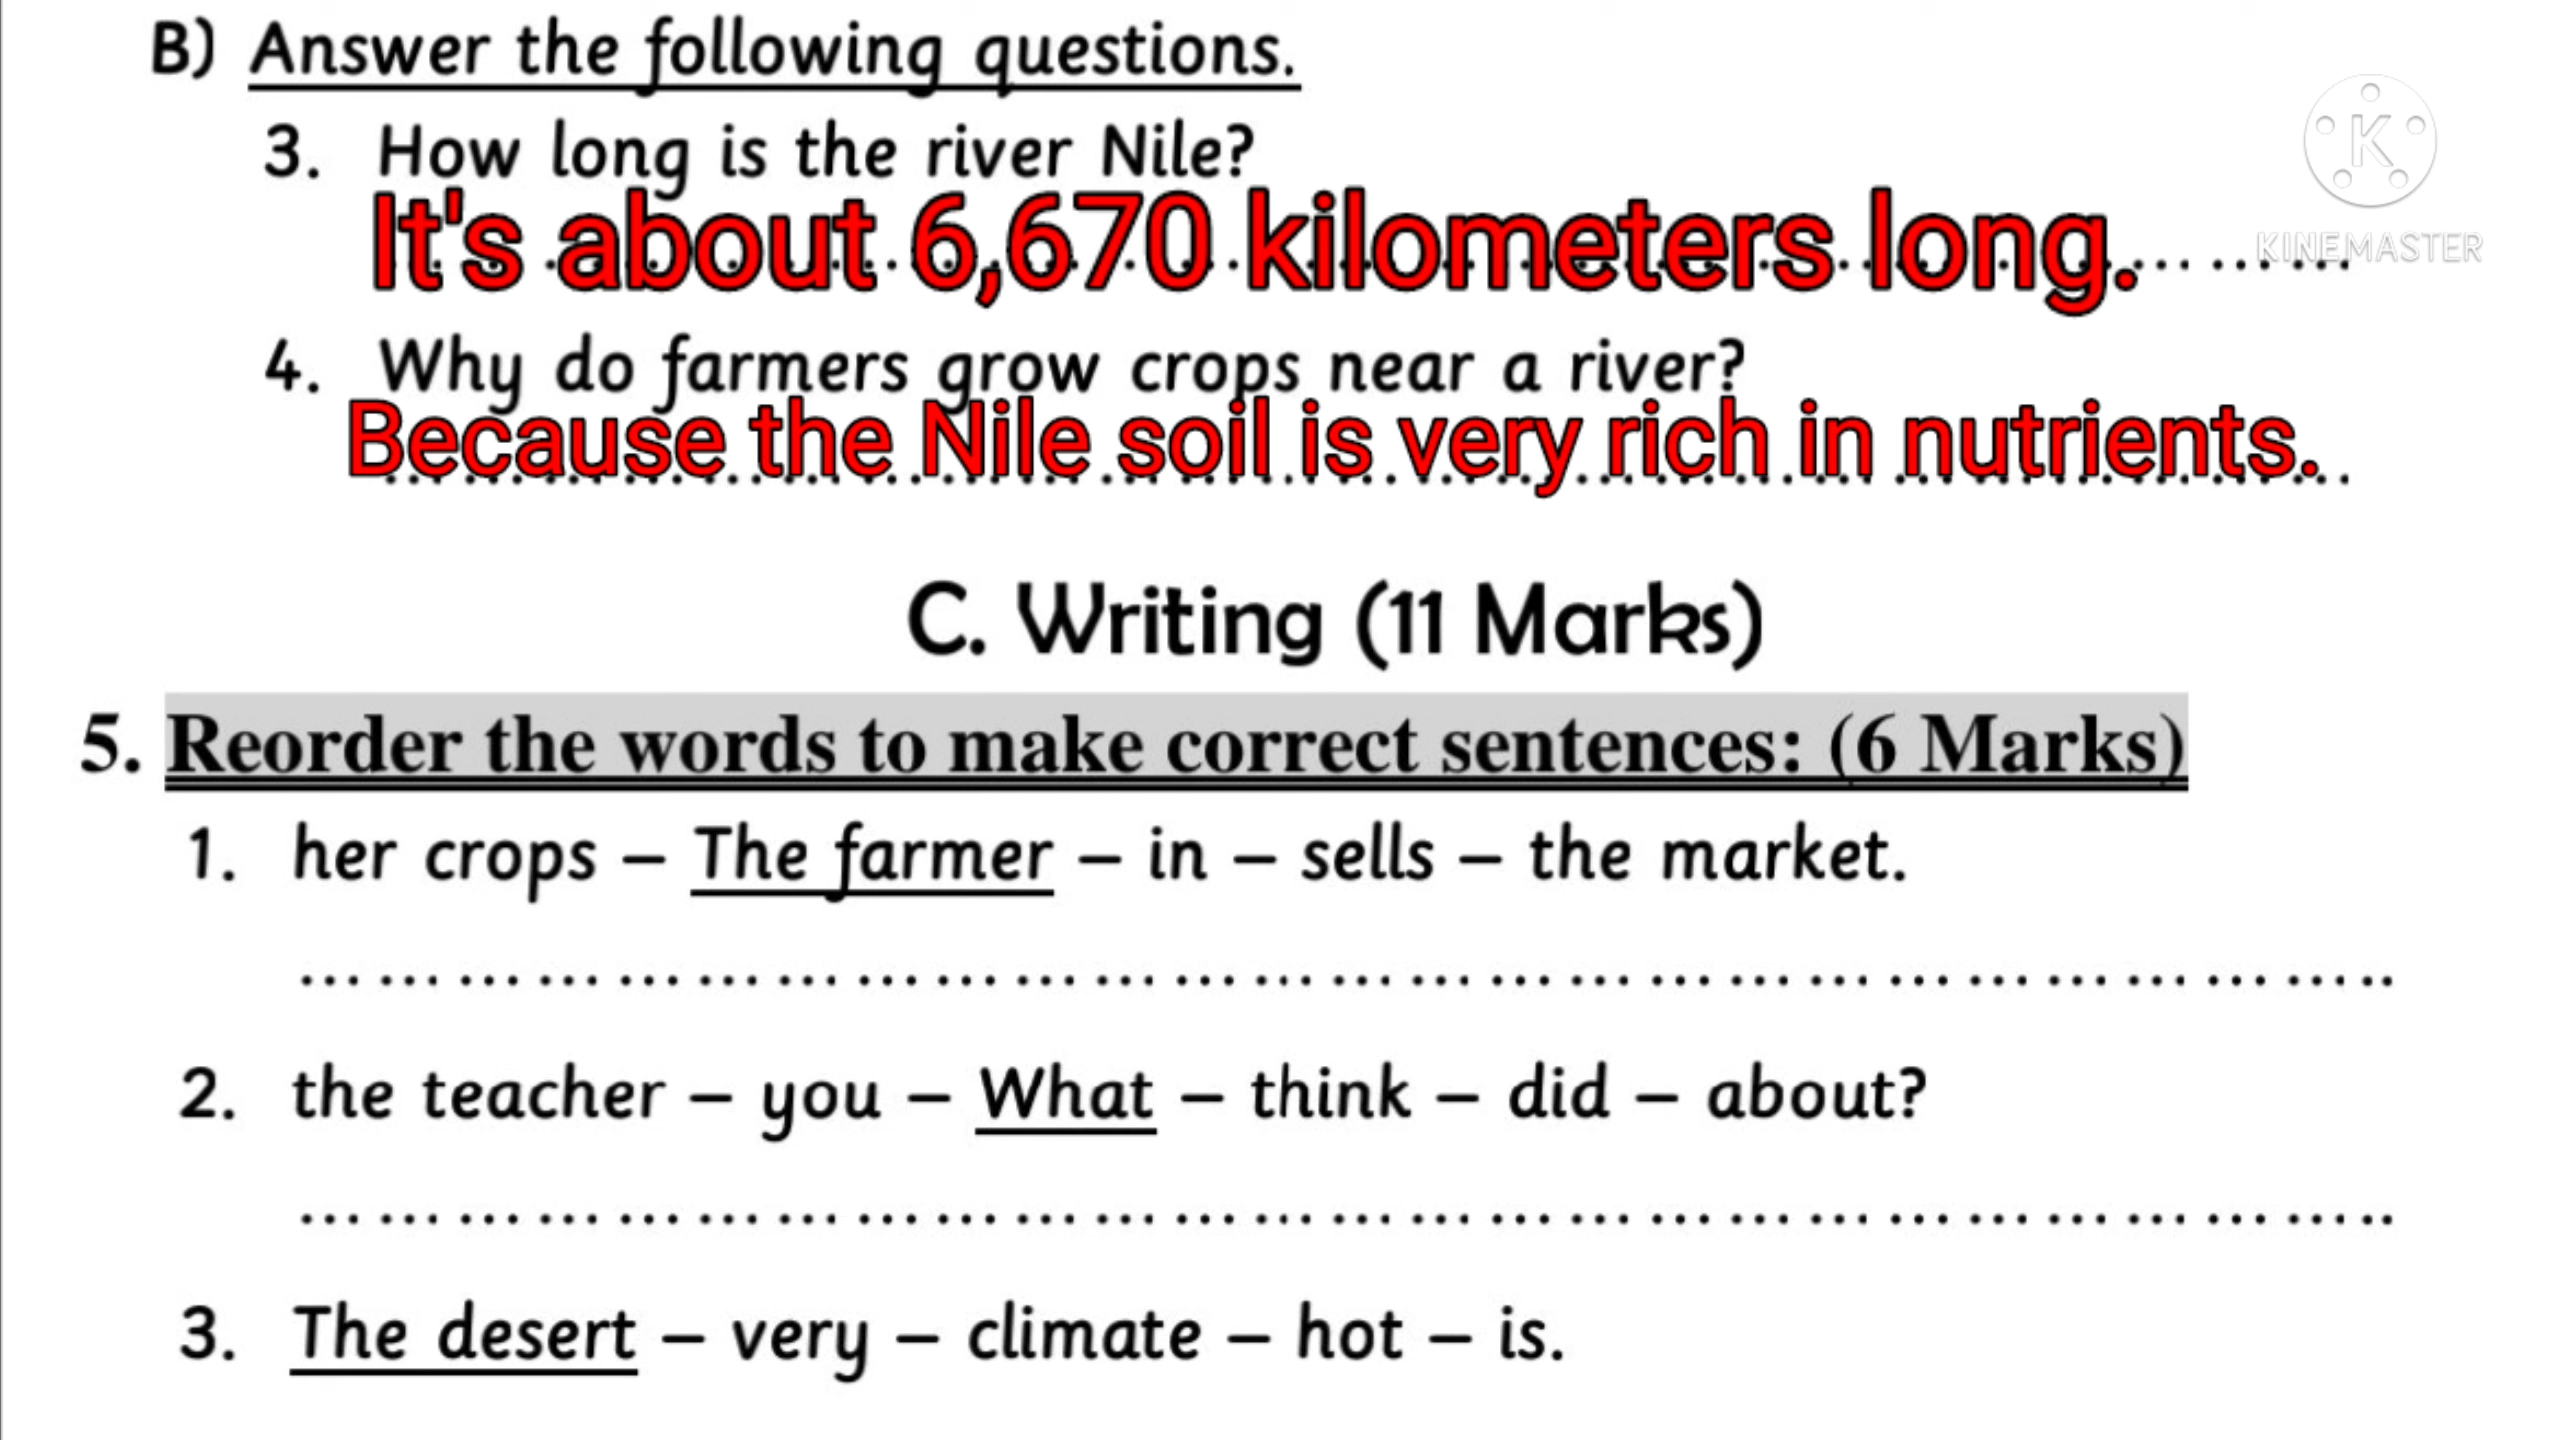 B) Answer the following questions.
3. How long is the river Nile?
It's about 6,670 kilometers long.
KINEMASTER
4. Why do farmers grow crops near a river?
Because the Nile soil is very rich in nutrients.
C. Writing (11 Marks)
5. Reorder the words to make correct sentences: (6 Marks)
1. her crops – The farmer – in – sells – the market.
2. the teacher – you – What – think – did – about?
3. The desert – very – climate – hot – is.